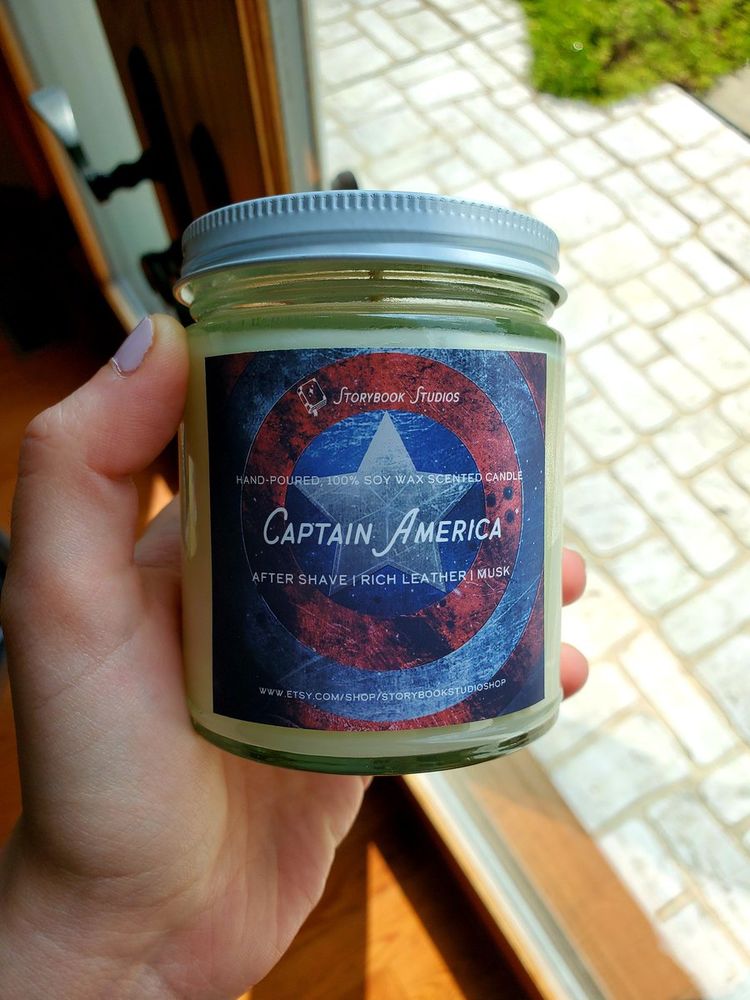 STORYBOOK STUDIOS
HAND-POURED, 100% SOY WAX SCENTED CANDLE
CAPTAIN AMERICA
AFTER SHAVE | RICH LEATHER | MUSK
WWW.ETSY.COM/SHOP/STORYBOOKSTUDIOSHOP